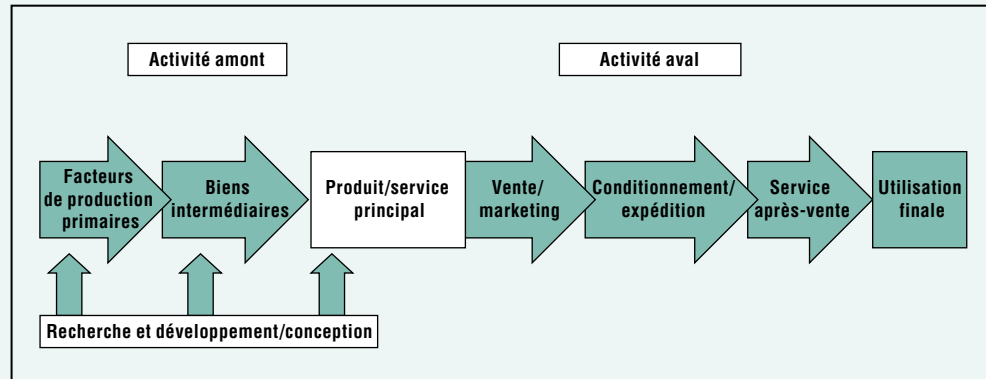 Activité amont
Activité aval
Facteurs
de production
primaires
Biens
intermédiaires
Produit/service
principal
Vente/
marketing
Conditionnement/
expédition
Service
après-vente
Utilisation
finale
Recherche et développement/conception